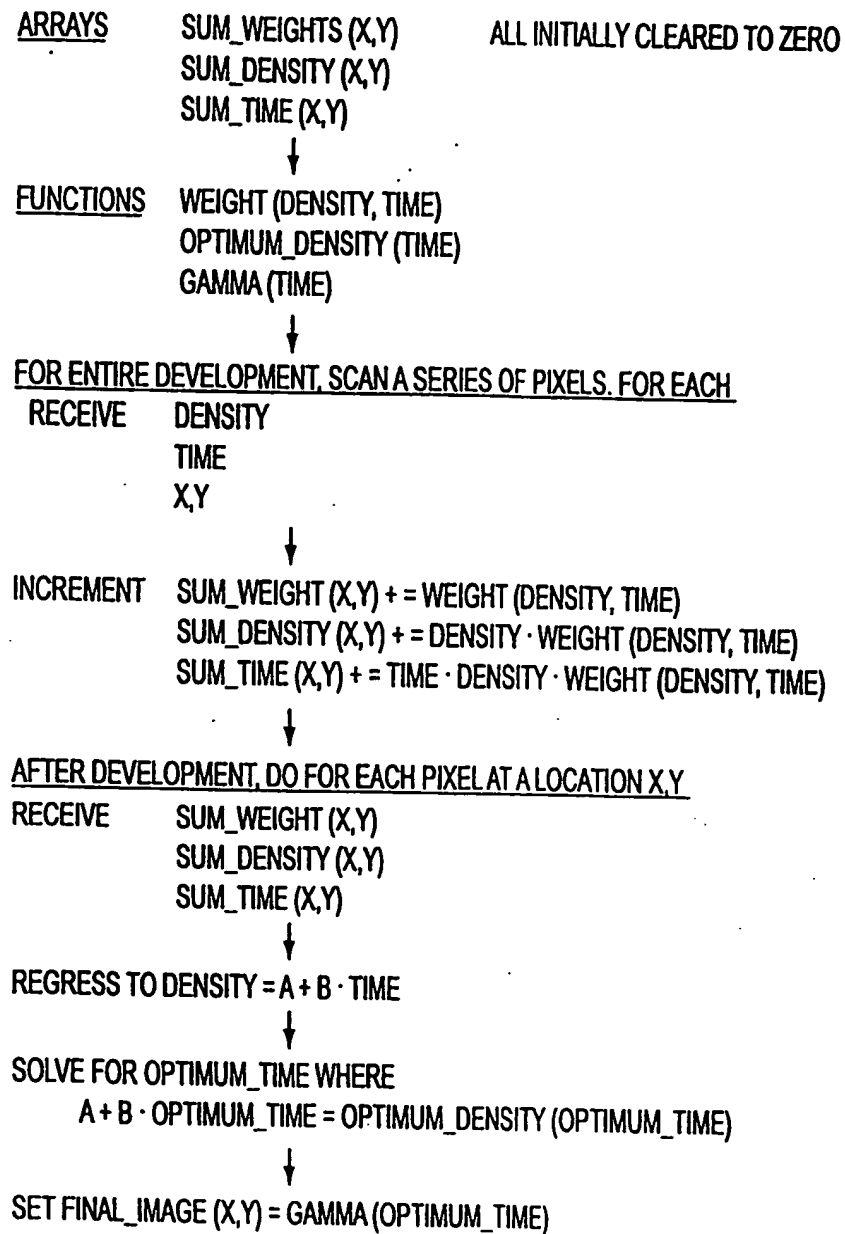 ARRAYS SUM_WEIGHTS (X,Y) ALL INITIALLY CLEARED TO ZERO
SUM_DENSITY (X,Y)
SUM_TIME (X,Y)
FUNCTIONS WEIGHT (DENSITY, TIME)
OPTIMUM_DENSITY (TIME)
GAMMA (TIME)
FOR ENTIRE DEVELOPMENT, SCAN A SERIES OF PIXELS. FOR EACH
RECEIVE DENSITY
TIME
X,Y
INCREMENT SUM_WEIGHT (X,Y) + = WEIGHT (DENSITY, TIME)
SUM_DENSITY (X,Y) + = DENSITY · WEIGHT (DENSITY, TIME)
SUM_TIME (X,Y) + = TIME · DENSITY · WEIGHT (DENSITY, TIME)
AFTER DEVELOPMENT, DO FOR EACH PIXEL AT A LOCATION X,Y
RECEIVE SUM_WEIGHT (X,Y)
SUM_DENSITY (X,Y)
SUM_TIME (X,Y)
REGRESS TO DENSITY = A + B · TIME
SOLVE FOR OPTIMUM_TIME WHERE
A + B · OPTIMUM_TIME = OPTIMUM_DENSITY (OPTIMUM_TIME)
SET FINAL_IMAGE (X,Y) = GAMMA (OPTIMUM_TIME)